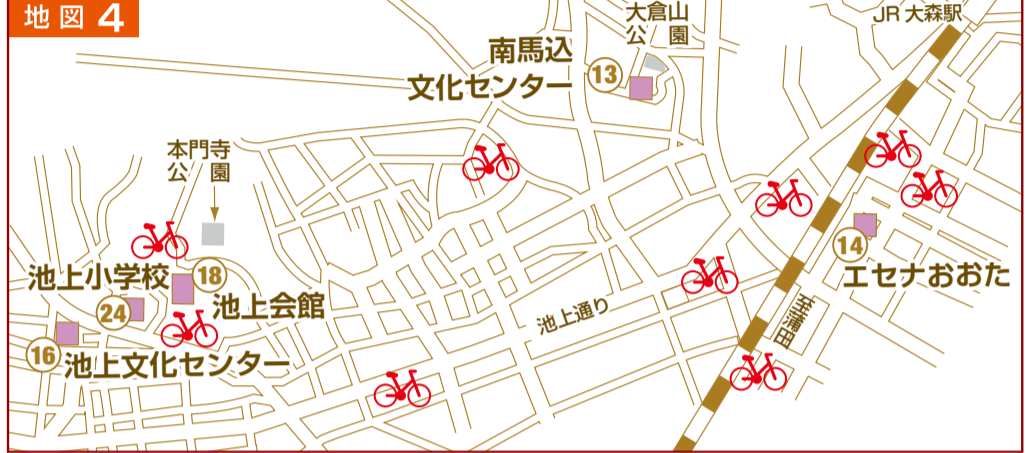 地図 4
大倉山
公 園
JR 大森駅
南馬込
文化センター
13
本門寺
公 園
14
エセナおおた
池上小学校
18
池上会館
24
池上通り
至蒲田
16
池上文化センター